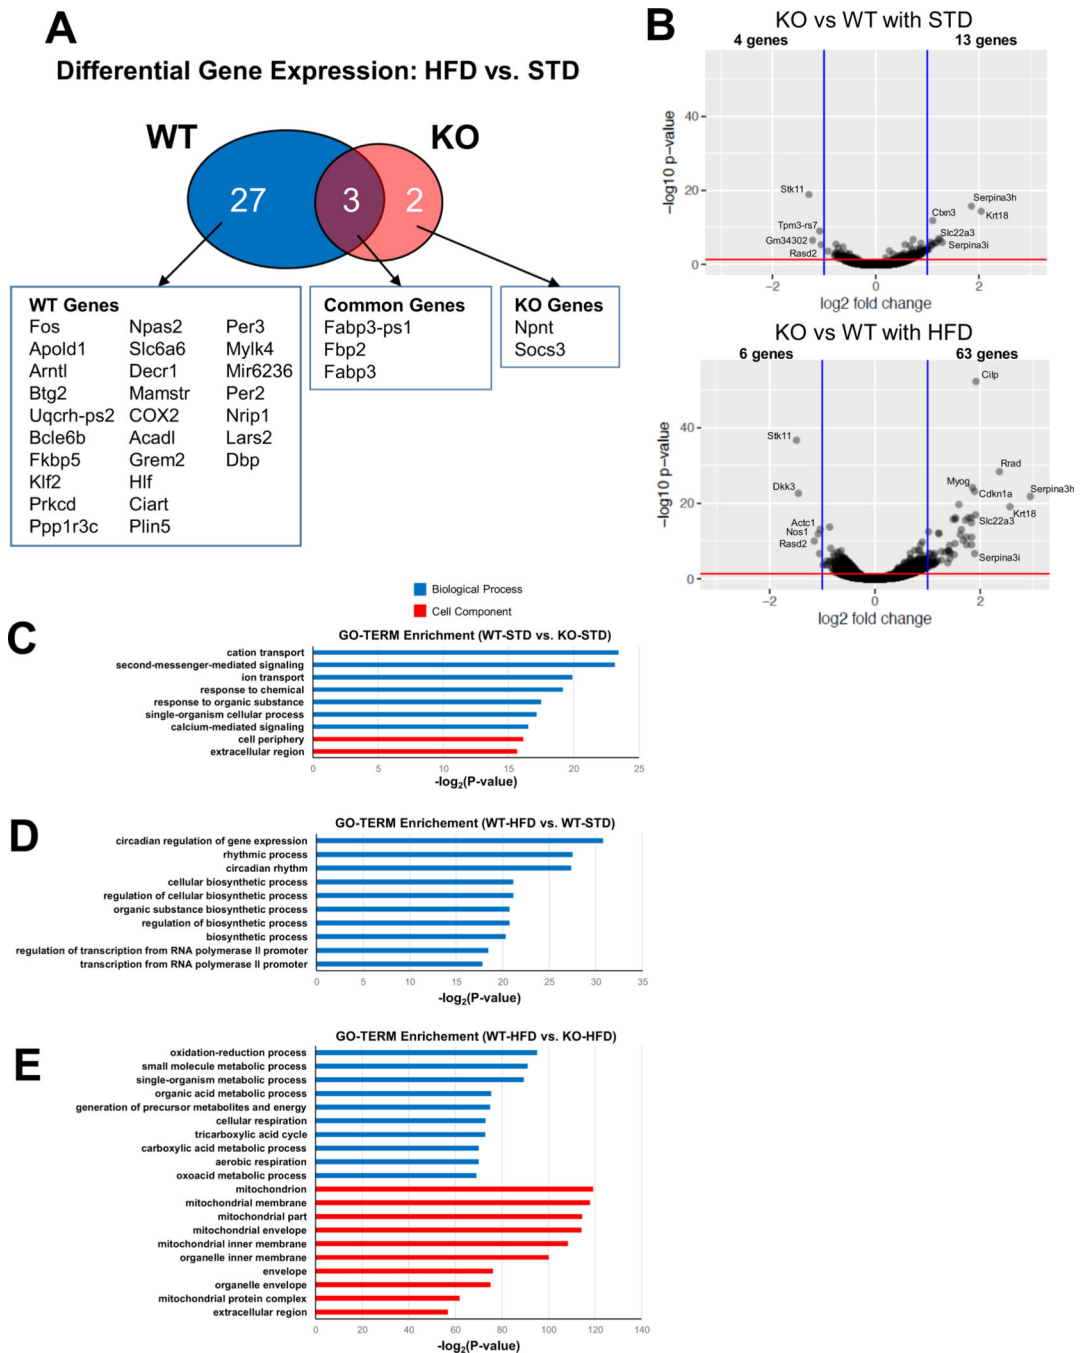 A
Differential Gene Expression: HFD vs. STD
WT
KO
27
3
2
WT Genes
Fos Npas2 Per3
Apold1 Slc6a6 Mylk4
Arntl Decr1 Mir6236
Btg2 Mamstr Per2
Uqcrh-ps2 COX2 Nrip1
Bcle6b Acadl Lars2
Fkbp5 Grem2 Dbp
Klf2 Hlf
Prkcd Ciart
Ppp1r3c Plin5
Common Genes
Fabp3-ps1
Fbp2
Fabp3
KO Genes
Npnt
Socs3
B
KO vs WT with STD
4 genes 13 genes
−log10 p−value
40
20
0
Stk11
Tpm3-rs7
Gm34302
Rasd2
Serpina3h
Krt18
Ctxn3
Slc22a3
Serpina3i
−2 0 2
log2 fold change
KO vs WT with HFD
6 genes 63 genes
−log10 p−value
40
20
0
Cilp
Stk11
Dkk3
Actc1
Nos1
Rasd2
Rrad
Myog
Cdkn1a
Serpina3h
Krt18
Slc22a3
Serpina3i
−2 0 2
log2 fold change
Biological Process
Cell Component
C
GO-TERM Enrichment (WT-STD vs. KO-STD)
cation transport
second-messenger-mediated signaling
ion transport
response to chemical
response to organic substance
single-organism cellular process
calcium-mediated signaling
cell periphery
extracellular region
0 5 10 15 20 25
-log2(P-value)
D
GO-TERM Enrichement (WT-HFD vs. WT-STD)
circadian regulation of gene expression
rhythmic process
circadian rhythm
cellular biosynthetic process
regulation of cellular biosynthetic process
organic substance biosynthetic process
regulation of biosynthetic process
biosynthetic process
regulation of transcription from RNA polymerase II promoter
transcription from RNA polymerase II promoter
0 5 10 15 20 25 30 35
-log2(P-value)
E
GO-TERM Enrichement (WT-HFD vs. KO-HFD)
oxidation-reduction process
small molecule metabolic process
single-organism metabolic process
organic acid metabolic process
generation of precursor metabolites and energy
cellular respiration
tricarboxylic acid cycle
carboxylic acid metabolic process
aerobic respiration
oxoacid metabolic process
mitochondrion
mitochondrial membrane
mitochondrial part
mitochondrial envelope
mitochondrial inner membrane
organelle inner membrane
envelope
organelle envelope
mitochondrial protein complex
extracellular region
0 20 40 60 80 100 120 140
-log2(P-value)